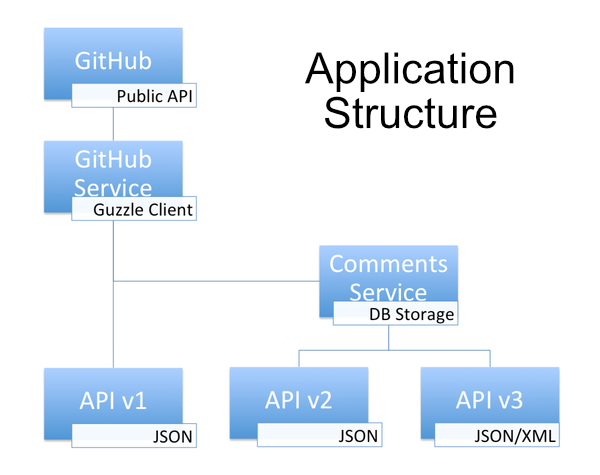 GitHub
Public API
Application
Structure
GitHub
Service
Guzzle Client
Comments
Service
DB Storage
API v1
JSON
API v2
JSON
API v3
JSON/XML